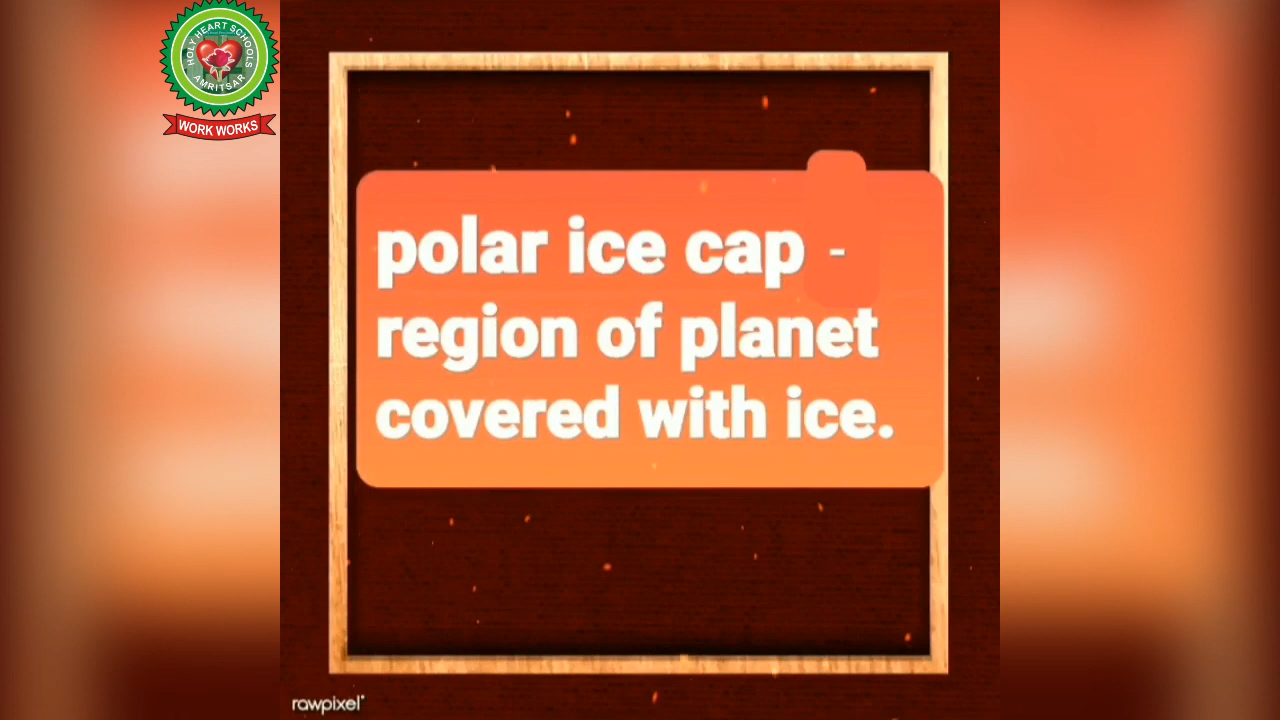 HOLY HEART SCHOOLS
AMRITSAR
WORK WORKS
polar ice cap -
region of planet
covered with ice.
rawpixel